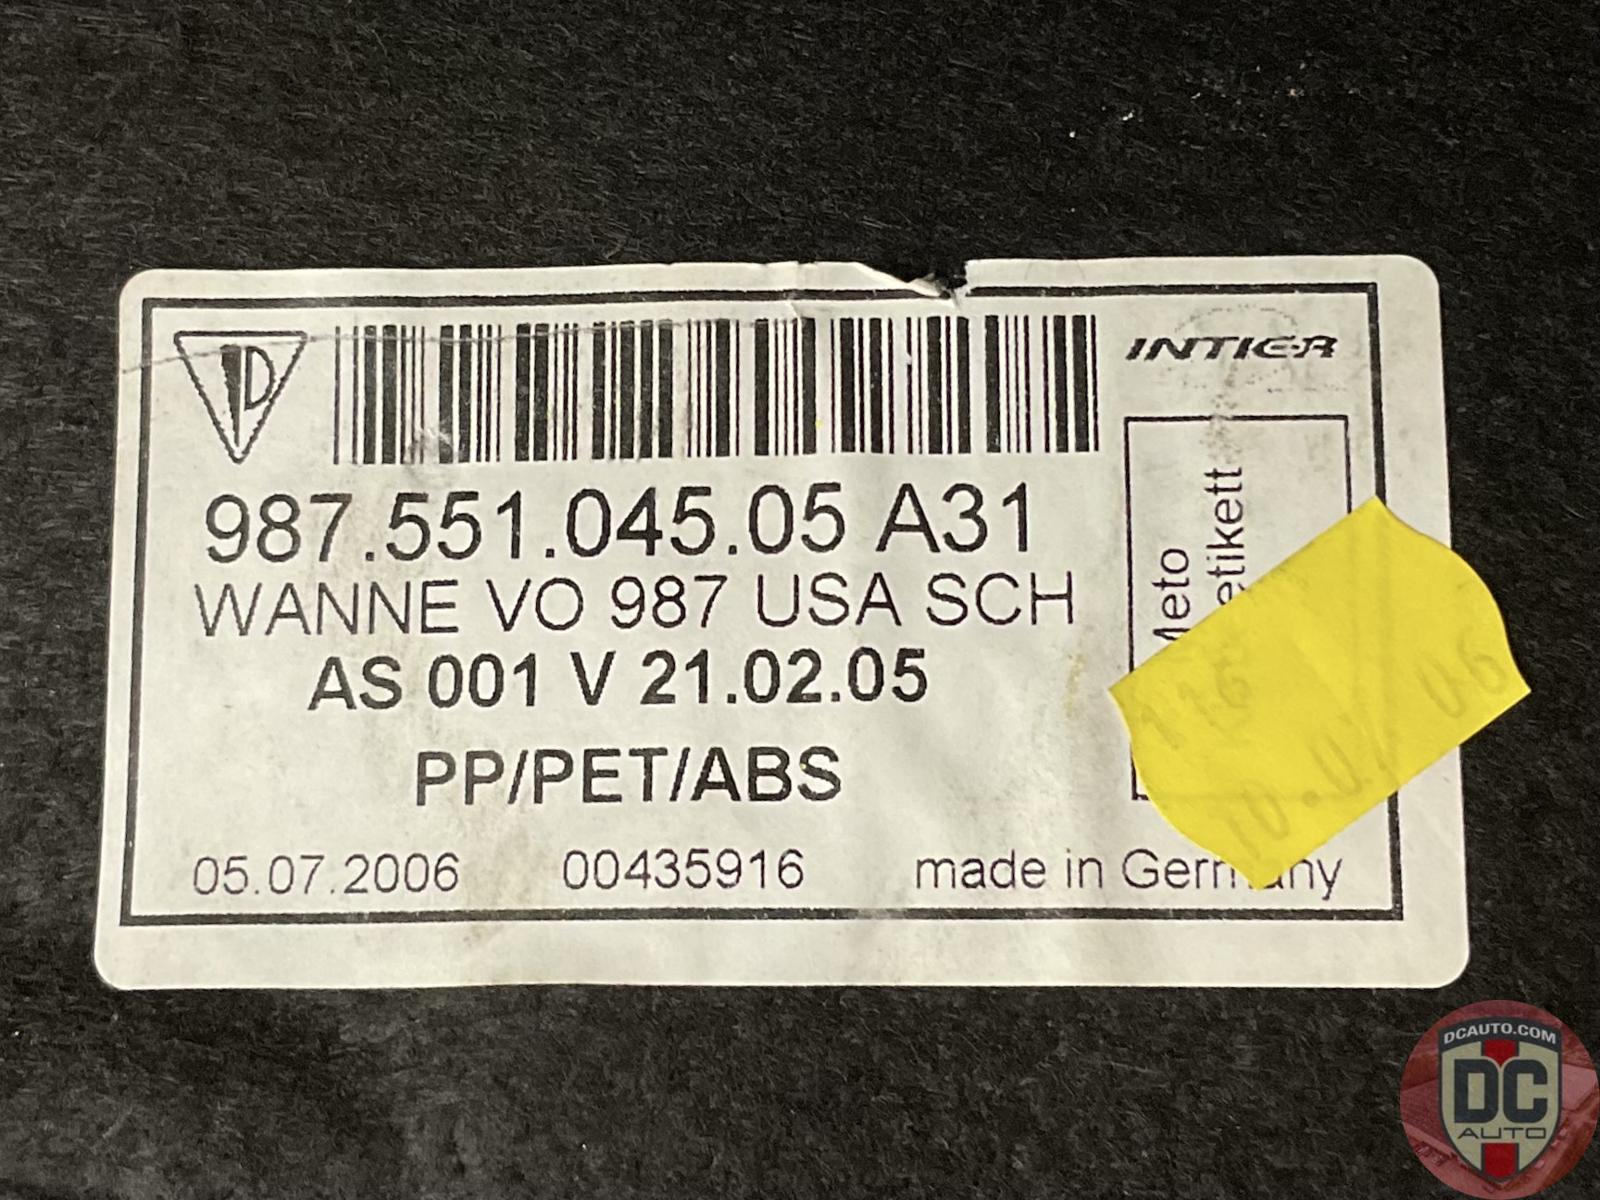 INTIER
987.551.045.05 A31
WANNE VO 987 USA SCH
AS 001 V 21.02.05
PP/PET/ABS
05.07.2006 00435916 made in Germany
etikett
DCAUTO.COM
DC
AUTO